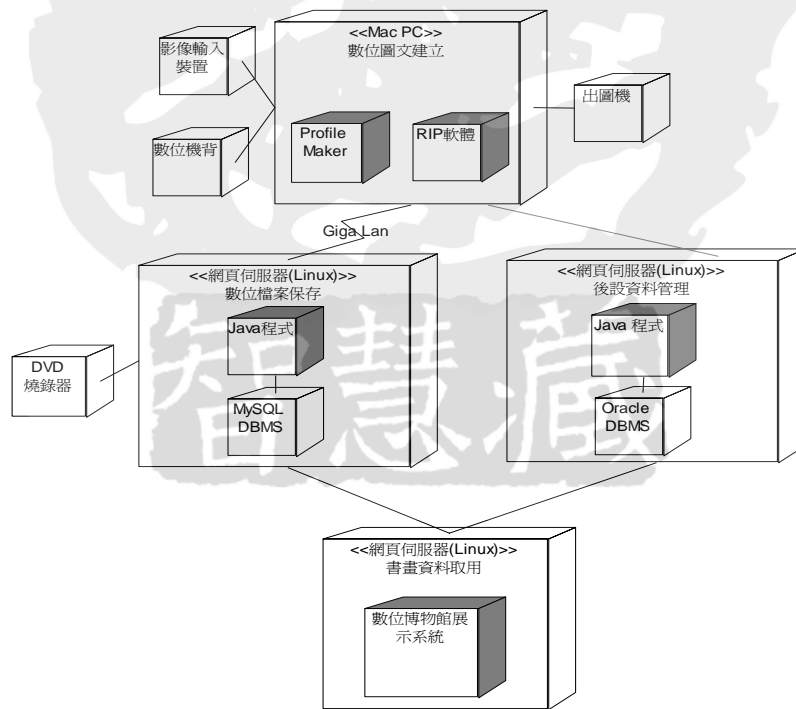 <<Mac PC>>
數位圖文建立
影像輸入
裝置
數位機背
Profile
Maker
RIP軟體
出圖機
Giga Lan
<<網頁伺服器(Linux)>>
數位檔案保存
Java程式
MySQL
DBMS
DVD
燒錄器
<<網頁伺服器(Linux)>>
後設資料管理
Java 程式
Oracle
DBMS
<<網頁伺服器(Linux)>>
書畫資料取用
數位博物館展
示系統
智慧藏